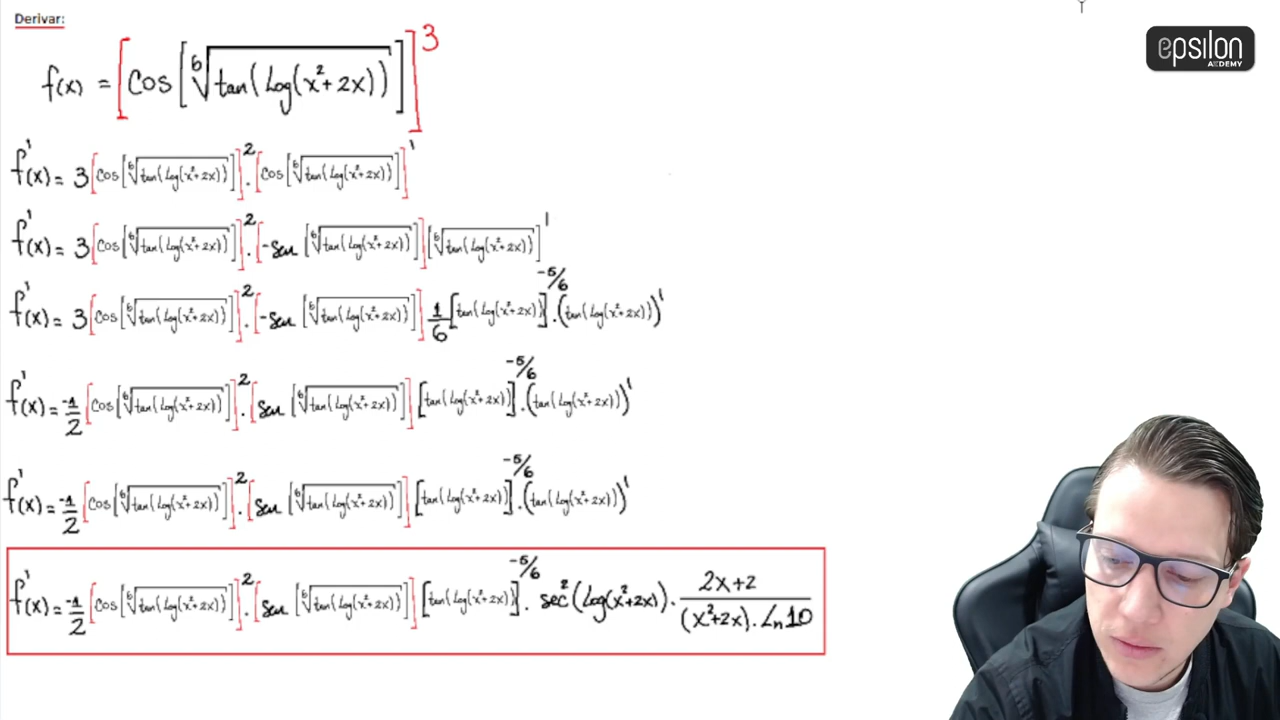 Derivar:
epsilon
AKDEMY
f(x) = [cos[⁶√(tan(Log(x²+2x)))]]³
f'(x) = 3[cos[⁶√(tan(Log(x²+2x)))]]² · [cos[⁶√(tan(Log(x²+2x)))]]'
f'(x) = 3[cos[⁶√(tan(Log(x²+2x)))]]² · [-sen[⁶√(tan(Log(x²+2x)))]] [⁶√(tan(Log(x²+2x)))]'
f'(x) = 3[cos[⁶√(tan(Log(x²+2x)))]]² · [-sen[⁶√(tan(Log(x²+2x)))]] 1/6 [tan(Log(x²+2x))]^(-5/6) · (tan(Log(x²+2x)))'
f'(x) = -1/2 [cos[⁶√(tan(Log(x²+2x)))]]² · [sen[⁶√(tan(Log(x²+2x)))]] [tan(Log(x²+2x))]^(-5/6) · (tan(Log(x²+2x)))'
f'(x) = -1/2 [cos[⁶√(tan(Log(x²+2x)))]]² · [sen[⁶√(tan(Log(x²+2x)))]] [tan(Log(x²+2x))]^(-5/6) · (tan(Log(x²+2x)))'
f'(x) = -1/2 [cos[⁶√(tan(Log(x²+2x)))]]² · [sen[⁶√(tan(Log(x²+2x)))]] [tan(Log(x²+2x))]^(-5/6) · sec²(Log(x²+2x)) · (2x+2)/((x²+2x) · Ln10)